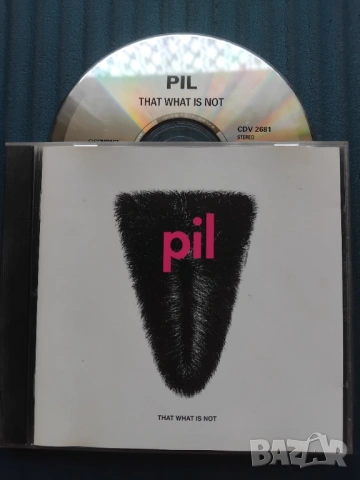 PIL
THAT WHAT IS NOT
CDV 2681
STEREO
pil
THAT WHAT IS NOT
BAZAR